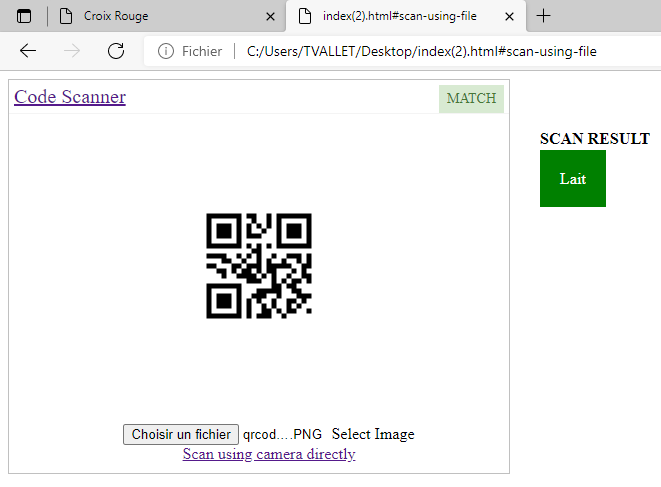 Croix Rouge
index(2).html#scan-using-file
Fichier
C:/Users/TVALLET/Desktop/index(2).html#scan-using-file
Code Scanner
MATCH
SCAN RESULT
Lait
Choisir un fichier qrcod....PNG Select Image
Scan using camera directly